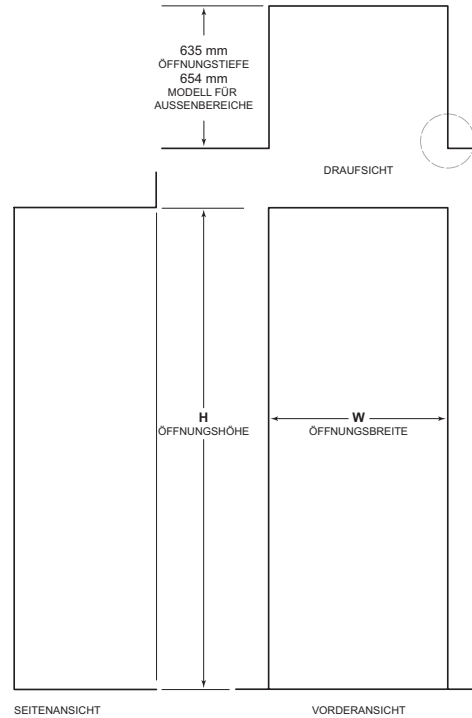 635 mm
ÖFFNUNGSTIEFE
654 mm
MODELL FÜR
AUSSENBEREICHE
DRAUFSICHT
H
ÖFFNUNGSHÖHE
W
ÖFFNUNGSBREITE
SEITENANSICHT
VORDERANSICHT